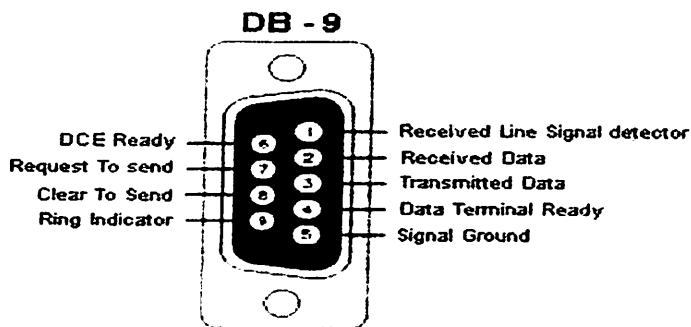 DB - 9
DCE Ready
Request To send
Clear To Send
Ring Indicator
6
7
8
9
1
2
3
4
5
Received Line Signal detector
Received Data
Transmitted Data
Data Terminal Ready
Signal Ground